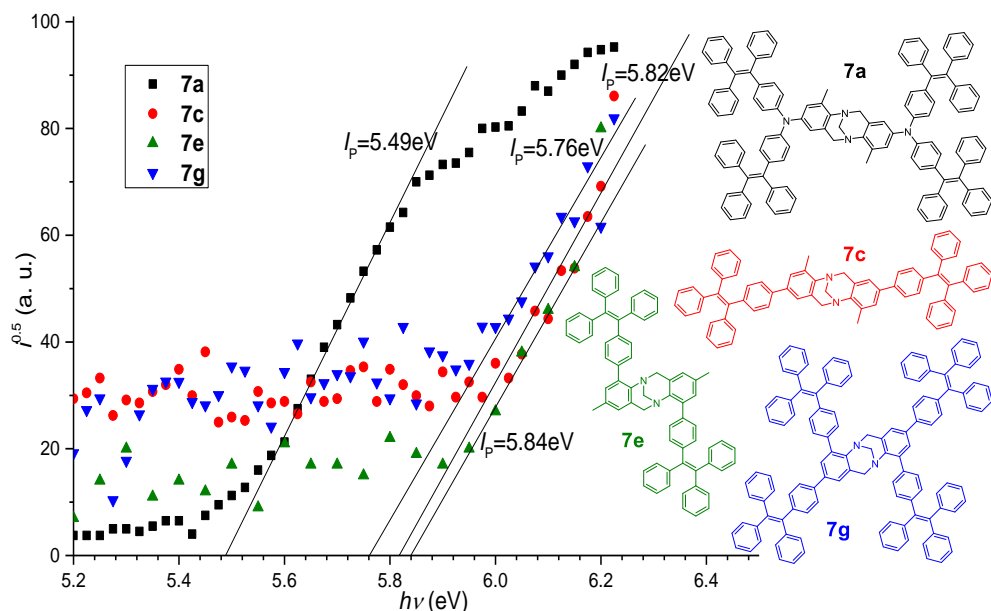 100
80
60
40
20
0
i^0.5 (a. u.)
7a
7c
7e
7g
I_P=5.49eV
I_P=5.76eV
I_P=5.82eV
I_P=5.84eV
5.2
5.4
5.6
5.8
6.0
6.2
6.4
hν (eV)
7a
N
N
N
N
7c
N
N
7e
N
N
7g
N
N